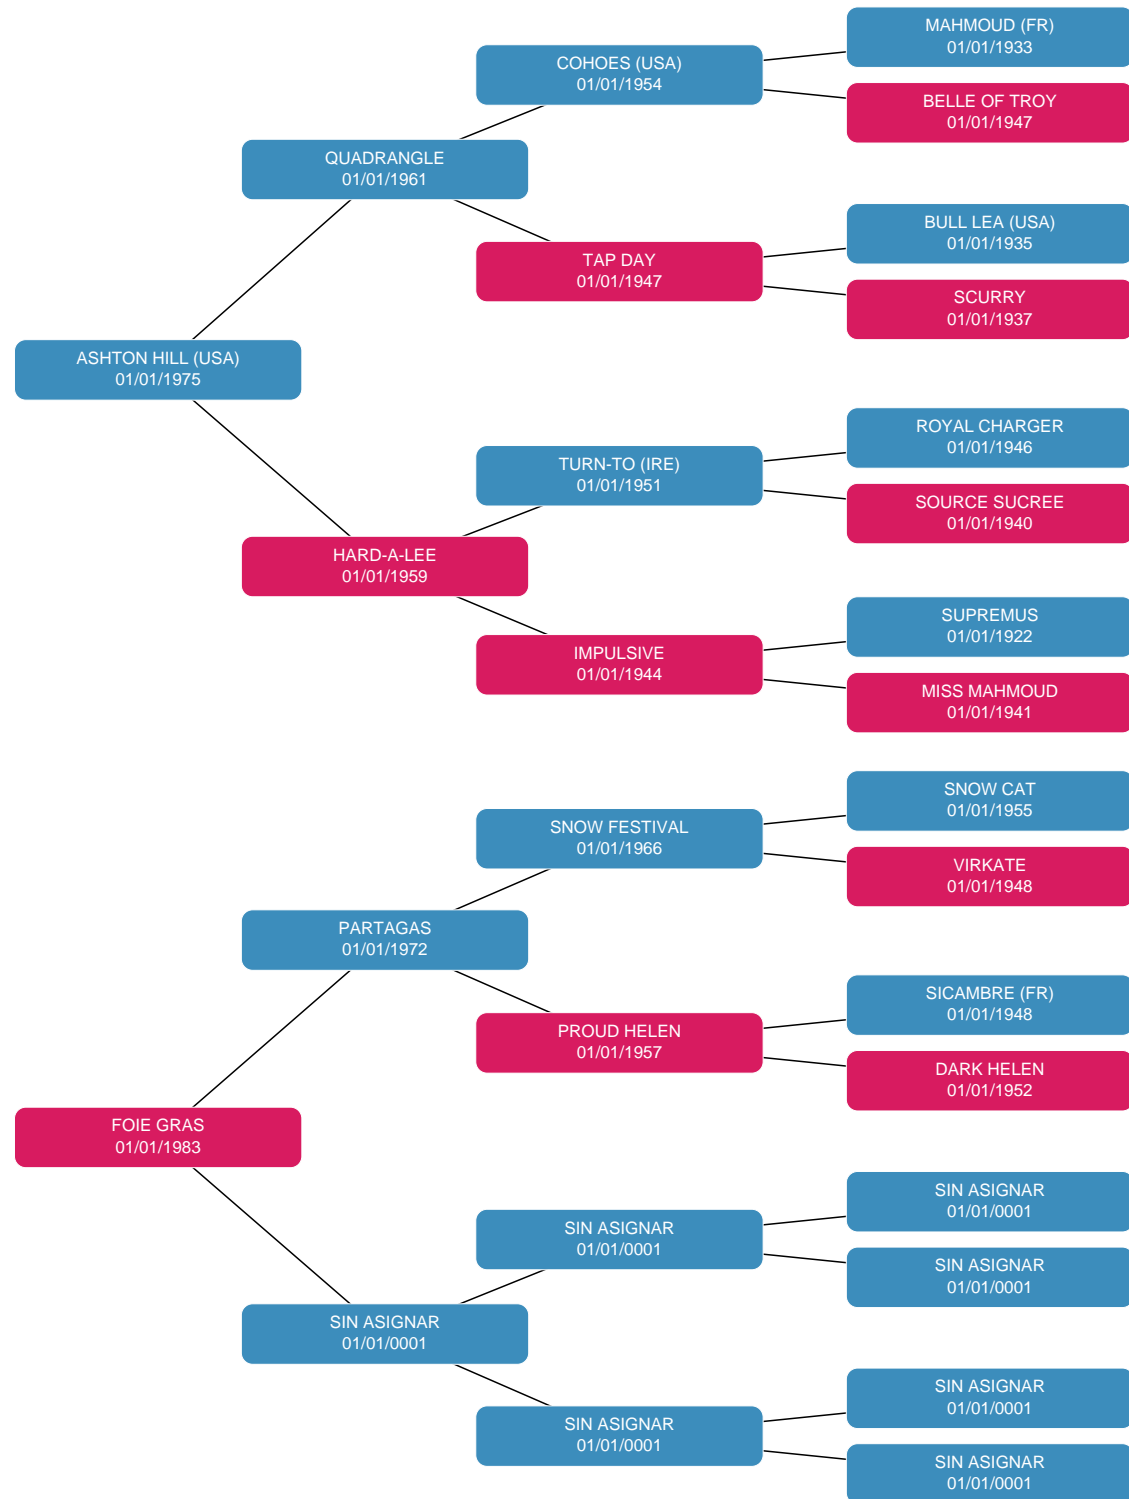 MAHMOUD (FR)
01/01/1933
COHOES (USA)
01/01/1954
BELLE OF TROY
01/01/1947
QUADRANGLE
01/01/1961
BULL LEA (USA)
01/01/1935
TAP DAY
01/01/1947
SCURRY
01/01/1937
ASHTON HILL (USA)
01/01/1975
ROYAL CHARGER
01/01/1946
TURN-TO (IRE)
01/01/1951
SOURCE SUCREE
01/01/1940
HARD-A-LEE
01/01/1959
SUPREMUS
01/01/1922
IMPULSIVE
01/01/1944
MISS MAHMOUD
01/01/1941
SNOW CAT
01/01/1955
SNOW FESTIVAL
01/01/1966
VIRKATE
01/01/1948
PARTAGAS
01/01/1972
SICAMBRE (FR)
01/01/1948
PROUD HELEN
01/01/1957
DARK HELEN
01/01/1952
FOIE GRAS
01/01/1983
SIN ASIGNAR
01/01/0001
SIN ASIGNAR
01/01/0001
SIN ASIGNAR
01/01/0001
SIN ASIGNAR
01/01/0001
SIN ASIGNAR
01/01/0001
SIN ASIGNAR
01/01/0001
SIN ASIGNAR
01/01/0001